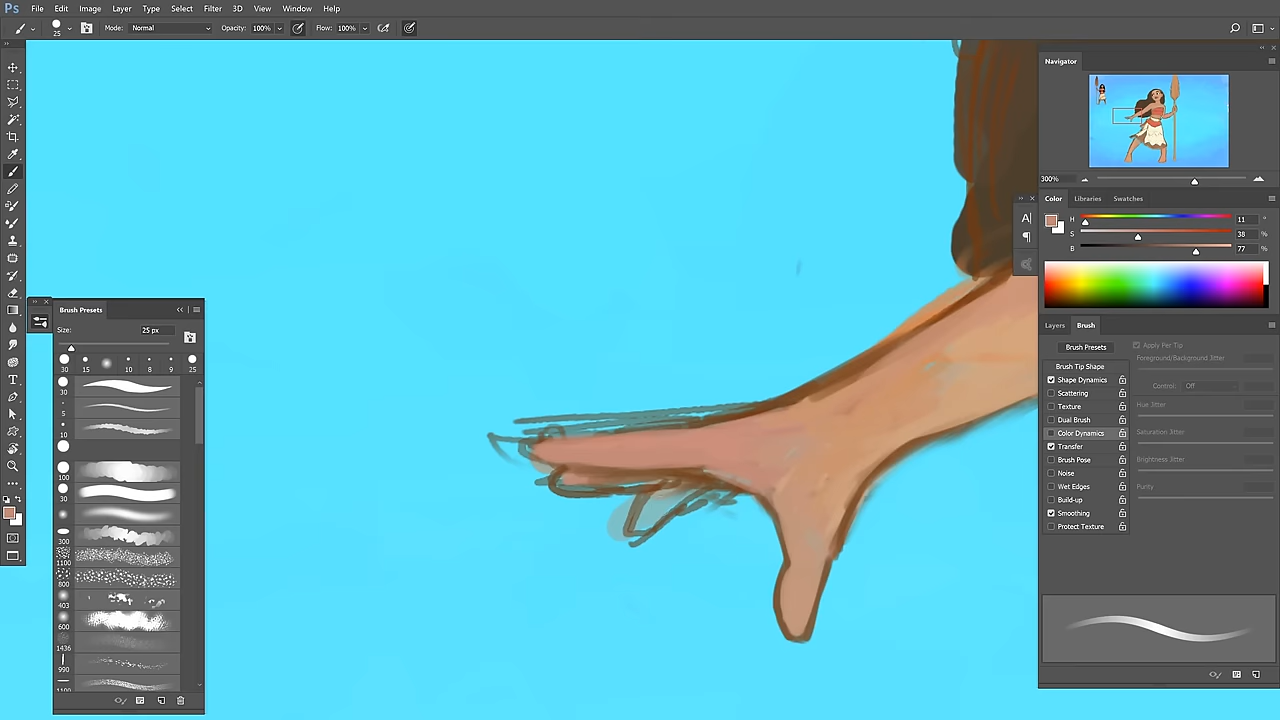 Ps File Edit Image Layer Type Select Filter 3D View Window Help
25 Mode: Normal Opacity: 100% Flow: 100%
Navigator
300%
Color Libraries Swatches
H 11 °
S 38 %
B 77 %
A
Brush Presets
Size: 25 px
30 15 30 10 8 9 25
30
5
10
100
30
300
1100
800
403
600
1436
990
1100
Layers Brush
Brush Presets Apply Per Tip
Foreground/Background Jitter
Brush Tip Shape
Shape Dynamics Control: Off
Scattering
Texture Hue Jitter
Dual Brush
Color Dynamics Saturation Jitter
Transfer
Brush Pose Brightness Jitter
Noise
Wet Edges Purity
Build-up
Smoothing
Protect Texture